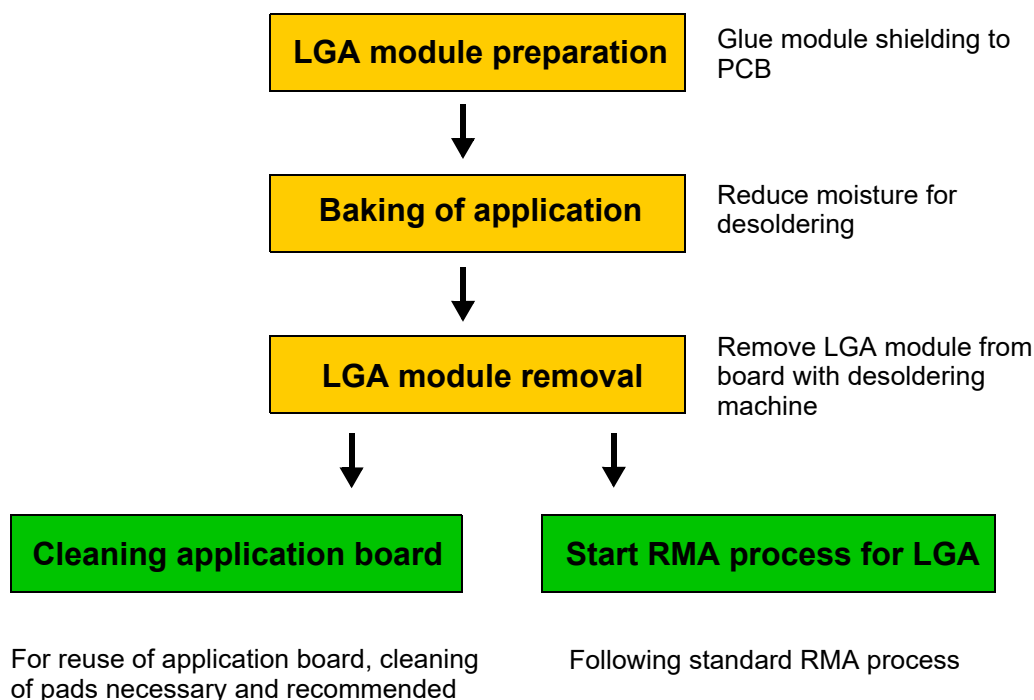 LGA module preparation
Glue module shielding to
PCB
Baking of application
Reduce moisture for
desoldering
LGA module removal
Remove LGA module from
board with desoldering
machine
Cleaning application board
Start RMA process for LGA
For reuse of application board, cleaning
of pads necessary and recommended
Following standard RMA process